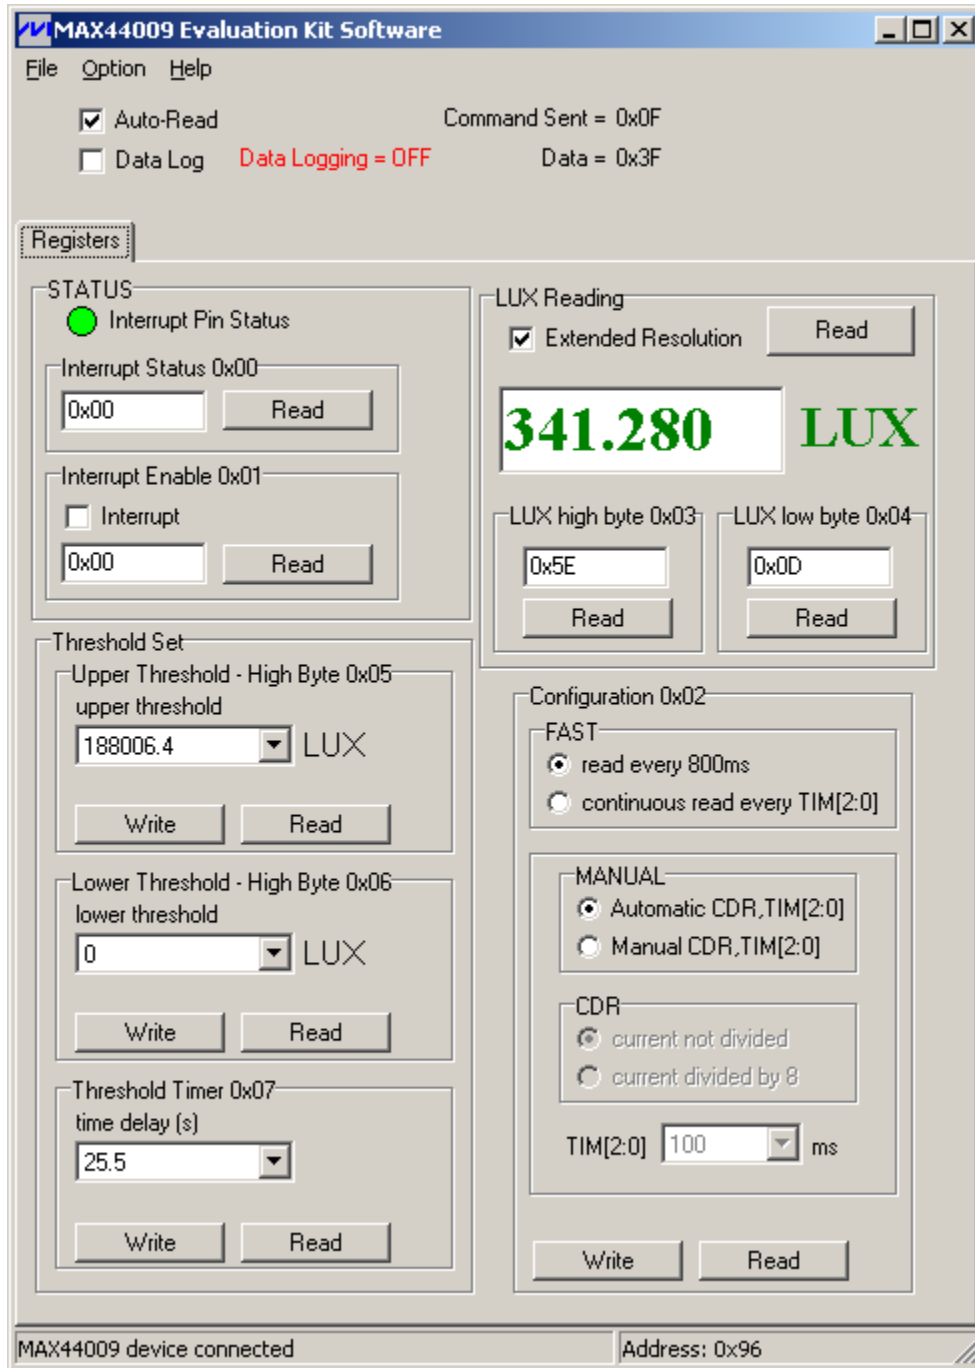 MAX44009 Evaluation Kit Software
File Option Help
Auto-Read
Command Sent = 0x0F
Data Log Data Logging = OFF
Data = 0x3F
Registers
STATUS
Interrupt Pin Status
Interrupt Status 0x00
0x00 Read
Interrupt Enable 0x01
Interrupt
0x00 Read
LUX Reading
Extended Resolution Read
341.280 LUX
LUX high byte 0x03
0x5E
Read
LUX low byte 0x04
0x0D
Read
Threshold Set
Upper Threshold - High Byte 0x05
upper threshold
188006.4 LUX
Write Read
Lower Threshold - High Byte 0x06
lower threshold
0 LUX
Write Read
Threshold Timer 0x07
time delay (s)
25.5
Write Read
Configuration 0x02
FAST
read every 800ms
continuous read every TIM[2:0]
MANUAL
Automatic CDR,TIM[2:0]
Manual CDR,TIM[2:0]
CDR
current not divided
current divided by 8
TIM[2:0] 100 ms
Write Read
MAX44009 device connected
Address: 0x96